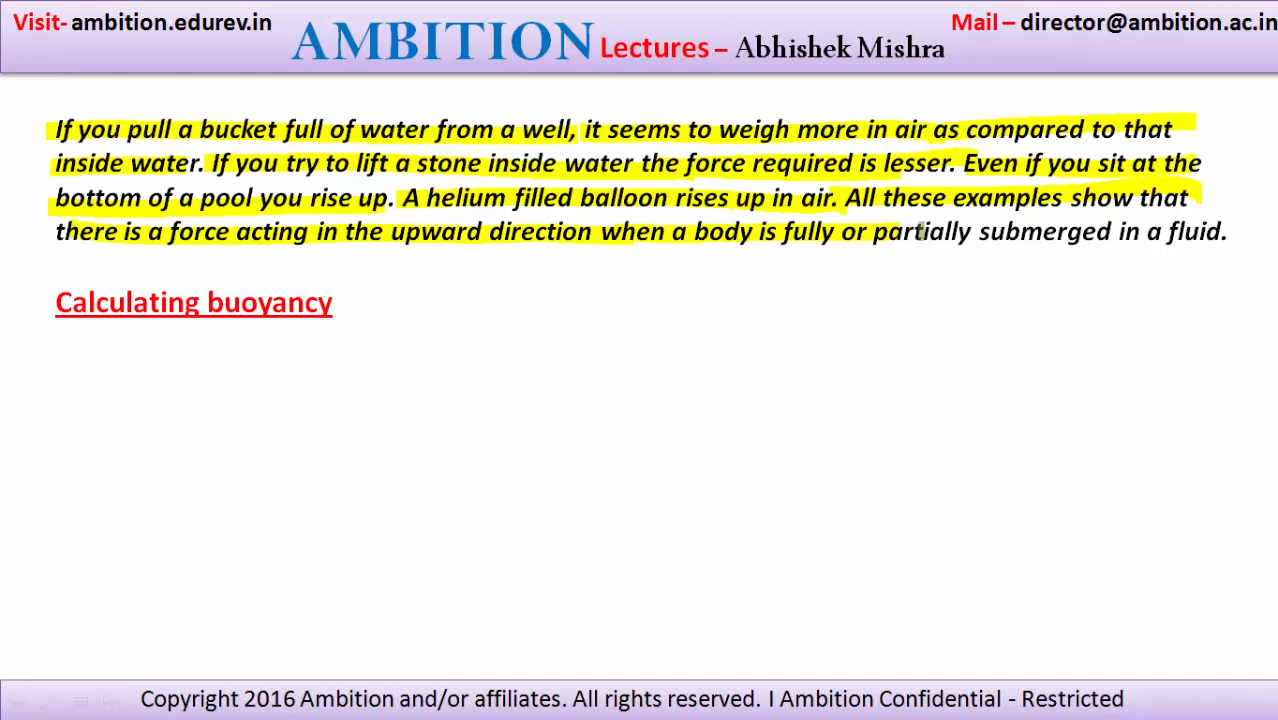 Visit- ambition.edurev.in
AMBITION Lectures – Abhishek Mishra
Mail – director@ambition.ac.in
If you pull a bucket full of water from a well, it seems to weigh more in air as compared to that
inside water. If you try to lift a stone inside water the force required is lesser. Even if you sit at the
bottom of a pool you rise up. A helium filled balloon rises up in air. All these examples show that
there is a force acting in the upward direction when a body is fully or partially submerged in a fluid.
Calculating buoyancy
Copyright 2016 Ambition and/or affiliates. All rights reserved. I Ambition Confidential - Restricted